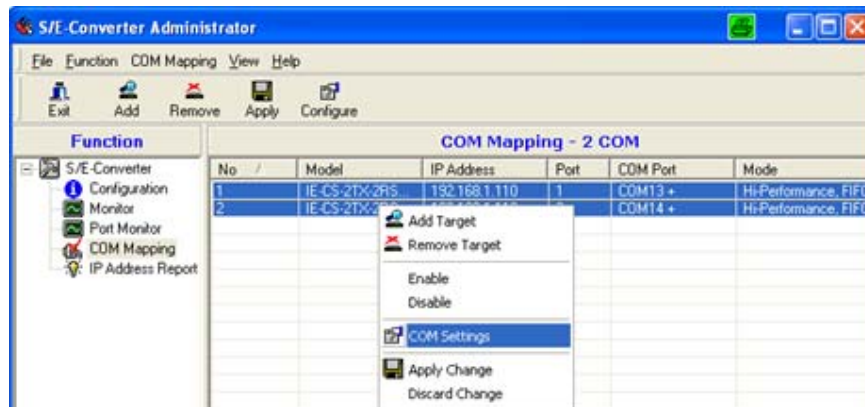 S/E-Converter Administrator
File Function COM Mapping View Help
Exit Add Remove Apply Configure
Function
COM Mapping - 2 COM
S/E-Converter
Configuration
Monitor
Port Monitor
COM Mapping
IP Address Report
No / Model IP Address Port COM Port Mode
1 IE-CS-2TX-2RS... 192.168.1.110 1 COM13 + Hi-Performance, FIFO
2 IE-CS-2TX- COM14 + Hi-Performance, FIFO
Add Target
Remove Target
Enable
Disable
COM Settings
Apply Change
Discard Change